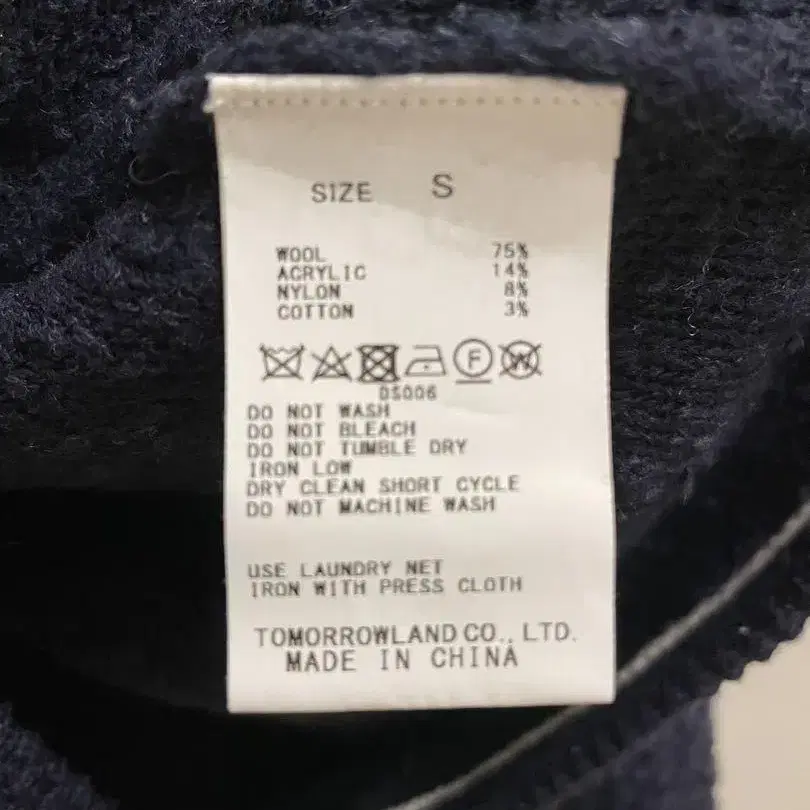 SIZE S
WOOL 75%
ACRYLIC 14%
NYLON 8%
COTTON 3%
F W
DS006
DO NOT WASH
DO NOT BLEACH
DO NOT TUMBLE DRY
IRON LOW
DRY CLEAN SHORT CYCLE
DO NOT MACHINE WASH
USE LAUNDRY NET
IRON WITH PRESS CLOTH
TOMORROWLAND CO., LTD.
MADE IN CHINA